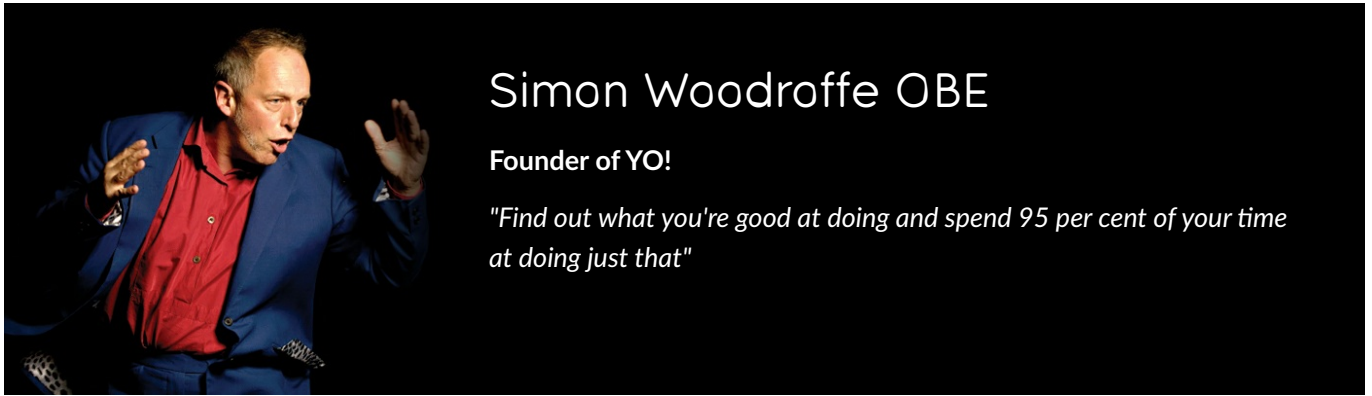 Simon Woodroffe OBE
Founder of YO!
"Find out what you're good at doing and spend 95 per cent of your time
at doing just that"